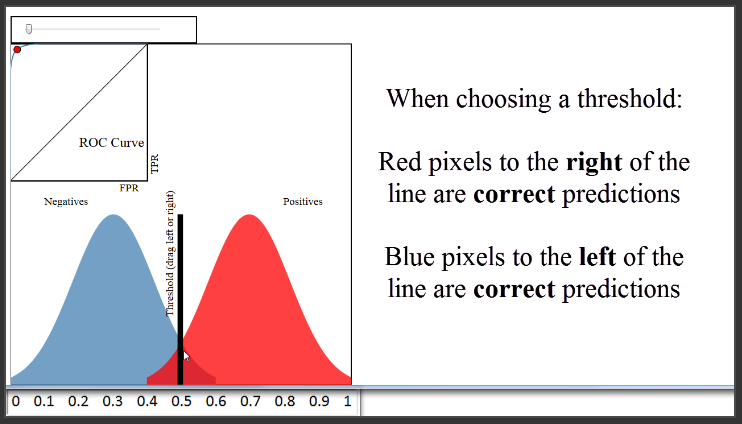 ROC Curve
TPR
FPR
Negatives
Positives
Threshold (drag left or right)
0 0.1 0.2 0.3 0.4 0.5 0.6 0.7 0.8 0.9 1
When choosing a threshold:
Red pixels to the right of the
line are correct predictions
Blue pixels to the left of the
line are correct predictions